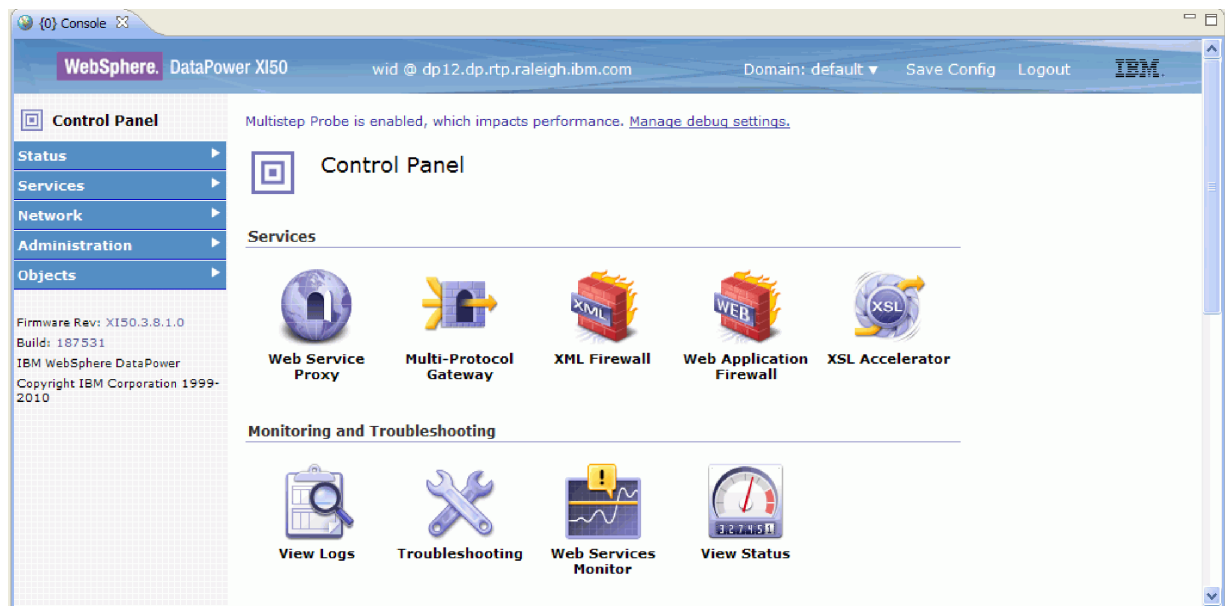 {0} Console
WebSphere. DataPower XI50
wid @ dp12.dp.rtp.raleigh.ibm.com
Domain: default
Save Config
Logout
IBM.
Control Panel
Status
Services
Network
Administration
Objects
Firmware Rev: XI50.3.8.1.0
Build: 187531
IBM WebSphere DataPower
Copyright IBM Corporation 1999-
2010
Multistep Probe is enabled, which impacts performance. Manage debug settings.
Control Panel
Services
XML
WEB
XSL
Web Service
Proxy
Multi-Protocol
Gateway
XML Firewall
Web Application
Firewall
XSL Accelerator
Monitoring and Troubleshooting
!
327451
View Logs
Troubleshooting
Web Services
Monitor
View Status